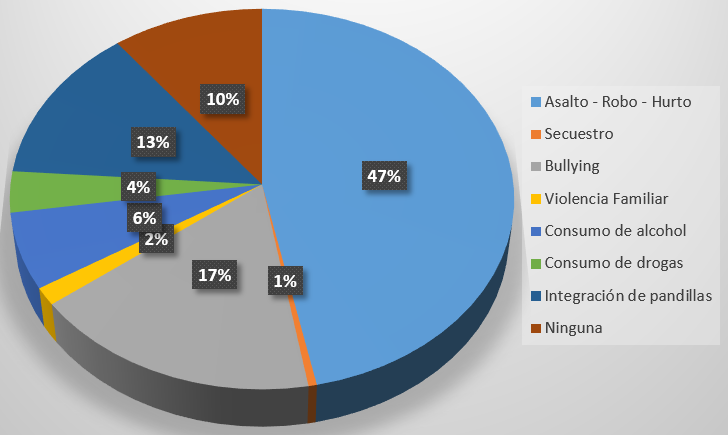 10%
13%
4%
6%
2%
17%
1%
47%
Asalto - Robo - Hurto
Secuestro
Bullying
Violencia Familiar
Consumo de alcohol
Consumo de drogas
Integración de pandillas
Ninguna